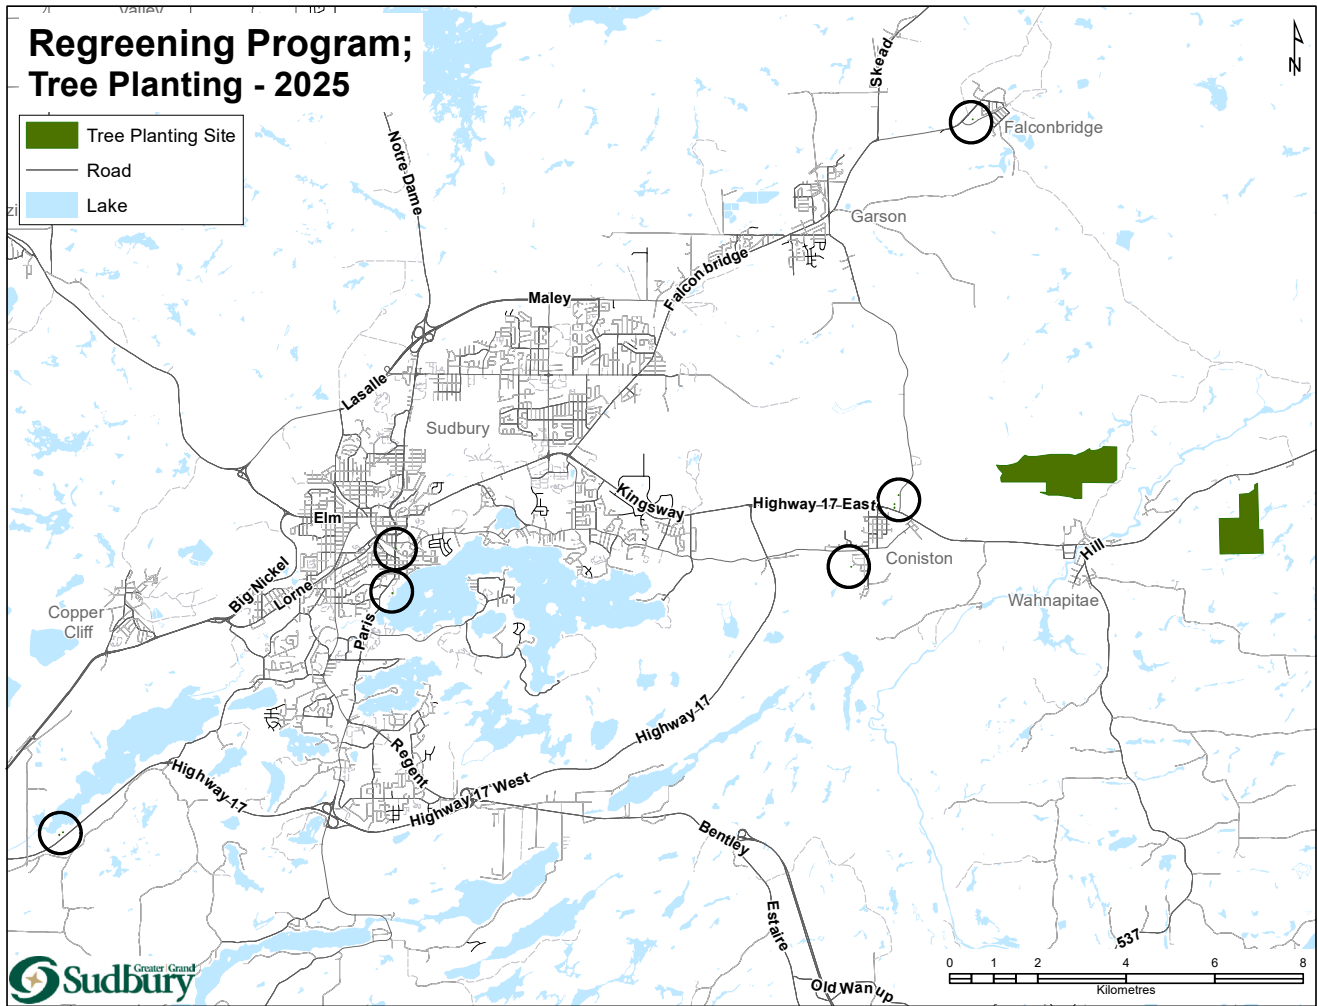 Valley
Regreening Program;
Tree Planting - 2025
Tree Planting Site
Road
Lake
zi
N
Skead
Falconbridge
Notre Dame
Garson
Falconbridge
Maley
Lasalle
Sudbury
Kingsway
Highway 17 East
Elm
Coniston
Hill
Big Nickel
Lorne
Wahnapitae
Copper
Cliff
Paris
Highway 17
Regent
Highway 17
Highway 17 West
Bentley
Estaire
537
Old Wanup
Greater | Grand
Sudbury
0 1 2 4 6 8
Kilometres